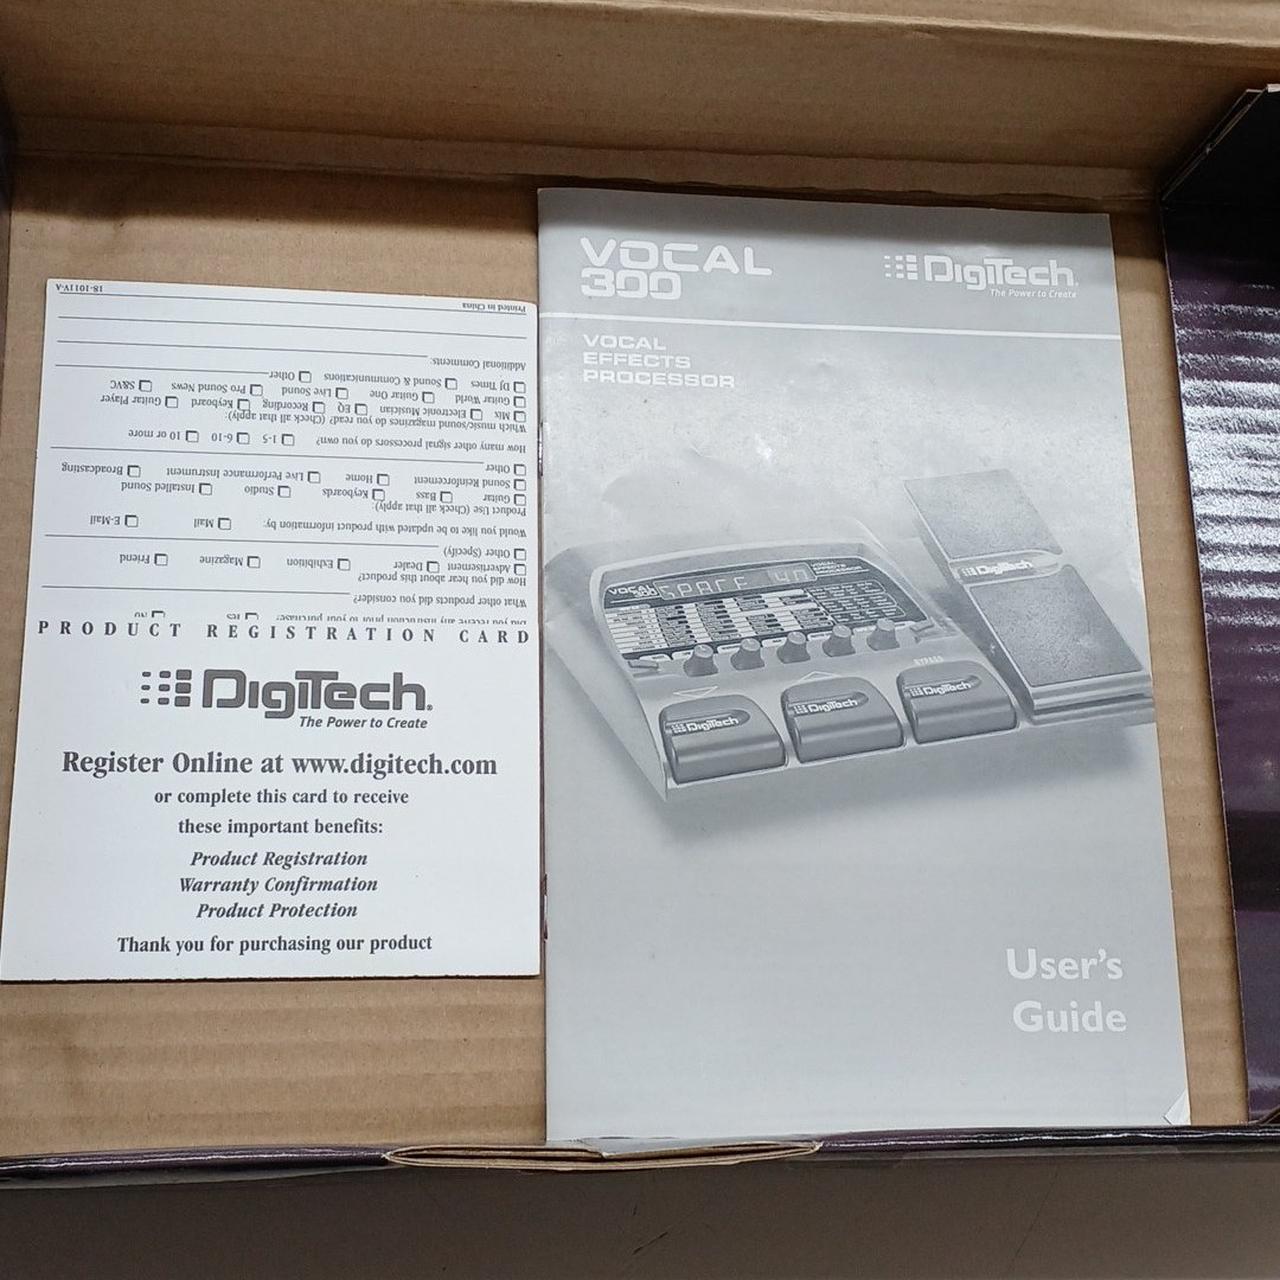 PRODUCT REGISTRATION CARD
DigiTech.
The Power to Create
Register Online at www.digitech.com
or complete this card to receive
these important benefits:
Product Registration
Warranty Confirmation
Product Protection
Thank you for purchasing our product
What other products did you consider?
How did you hear about this product?
Advertisement Dealer Exhibition Magazine Friend
Other (Specify)
Would you like to be updated with product information by: Mail E-Mail
Product Use (Check all that apply):
Guitar Bass Keyboards Studio Installed Sound
Sound Reinforcement Home Live Performance Instrument Broadcasting
Other
How many other signal processors do you own? 1-5 6-10 10 or more
Which music/sound magazines do you read? (Check all that apply):
Mix Electronic Musician EQ Recording Keyboard Guitar Player
Guitar World Guitar One Live Sound Pro Sound News S&VC
DJ Times Sound & Communications Other
Additional Comments:
Printed in China
18-1011V-A
VOCAL
300
DigiTech.
The Power to Create
VOCAL
EFFECTS
PROCESSOR
VOCAL
300
SPACE 40
DigiTech
BYPASS
DigiTech
DigiTech
DigiTech
User's
Guide